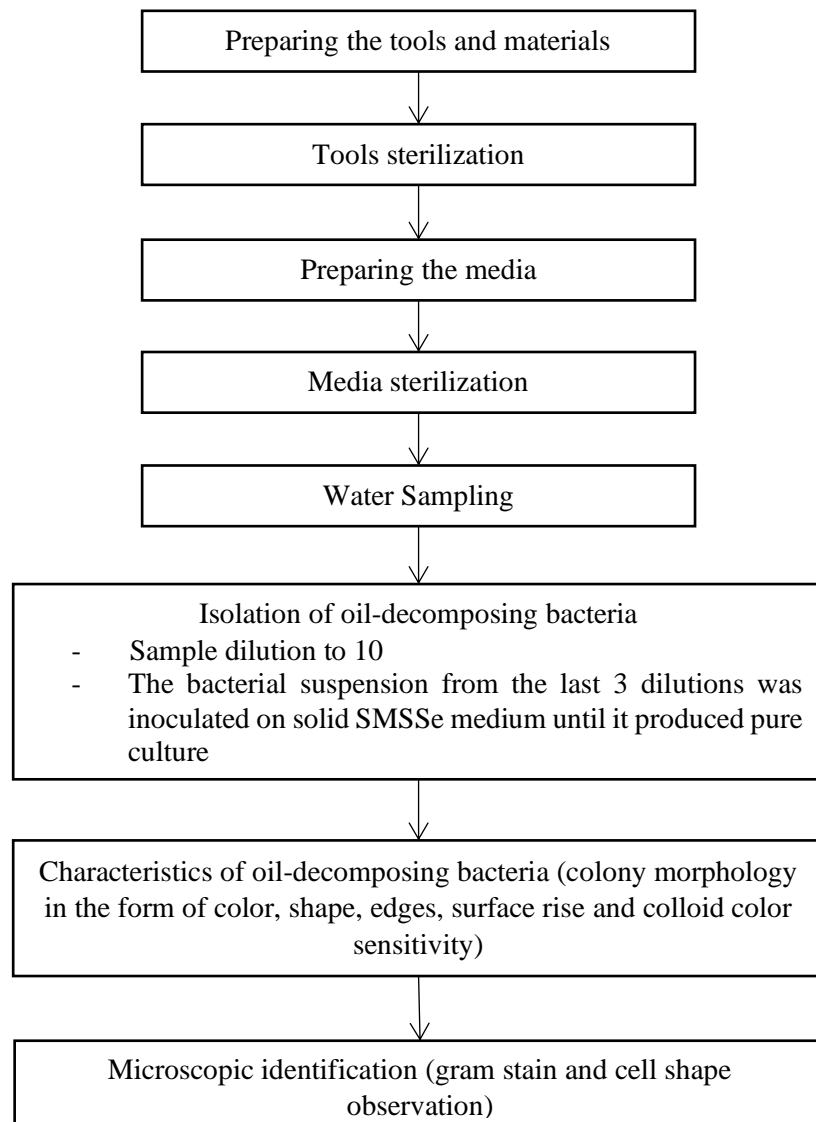 Preparing the tools and materials
Tools sterilization
Preparing the media
Media sterilization
Water Sampling
Isolation of oil-decomposing bacteria
- Sample dilution to 10
- The bacterial suspension from the last 3 dilutions was
inoculated on solid SMSSe medium until it produced pure
culture
Characteristics of oil-decomposing bacteria (colony morphology
in the form of color, shape, edges, surface rise and colloid color
sensitivity)
Microscopic identification (gram stain and cell shape
observation)